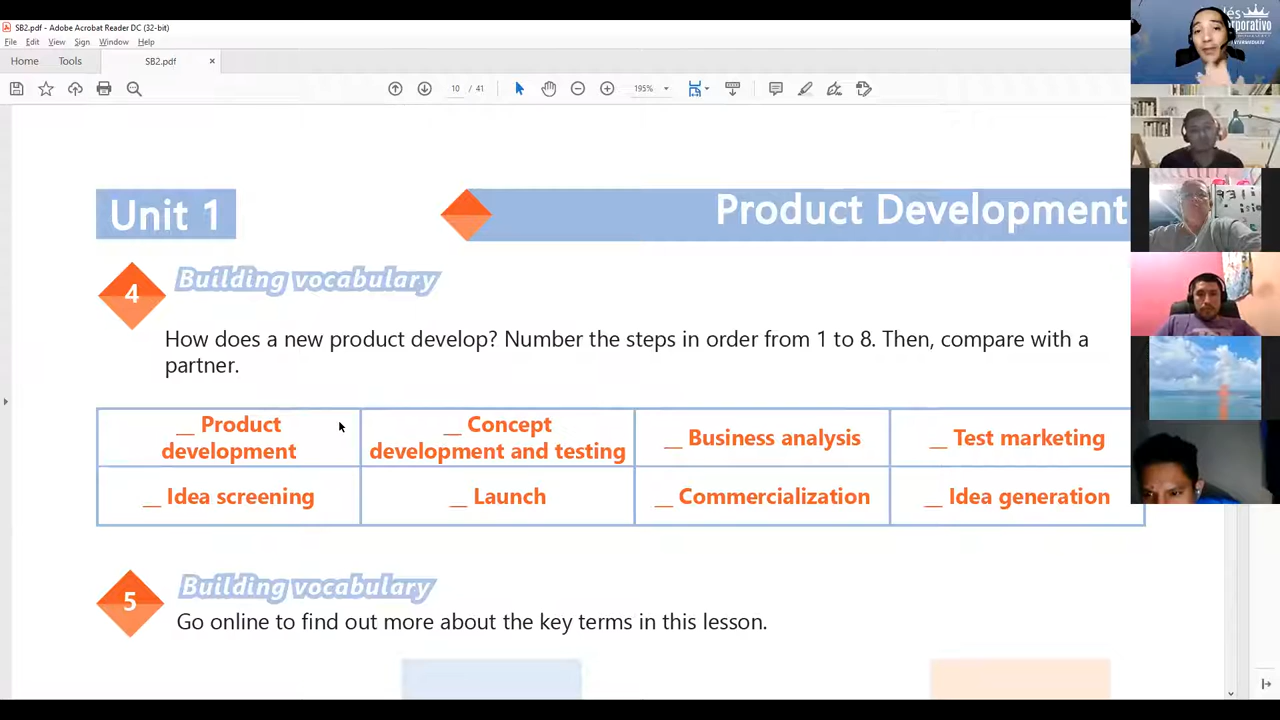 SB2.pdf - Adobe Acrobat Reader DC (32-bit)
File Edit View Sign Window Help
Home Tools SB2.pdf ×
10 / 41 195%
Unit 1 Product Development
4 Building vocabulary
How does a new product develop? Number the steps in order from 1 to 8. Then, compare with a
partner.
__ Product
development
__ Concept
development and testing
__ Business analysis
__ Test marketing
__ Idea screening
__ Launch
__ Commercialization
__ Idea generation
5 Building vocabulary
Go online to find out more about the key terms in this lesson.